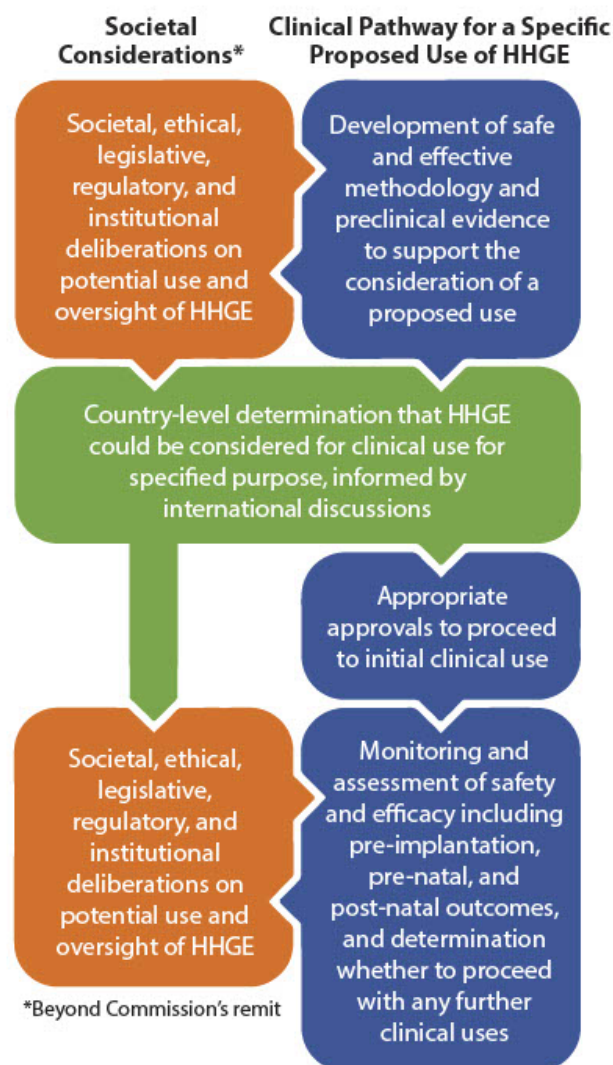 Societal
Considerations*
Clinical Pathway for a Specific
Proposed Use of HHGE
Societal, ethical,
legislative,
regulatory, and
institutional
deliberations on
potential use and
oversight of HHGE
Development of safe
and effective
methodology and
preclinical evidence
to support the
consideration of a
proposed use
Country-level determination that HHGE
could be considered for clinical use for
specified purpose, informed by
international discussions
Appropriate
approvals to proceed
to initial clinical use
Societal, ethical,
legislative,
regulatory, and
institutional
deliberations on
potential use and
oversight of HHGE
Monitoring and
assessment of safety
and efficacy including
pre-implantation,
pre-natal, and
post-natal outcomes,
and determination
whether to proceed
with any further
clinical uses
*Beyond Commission's remit